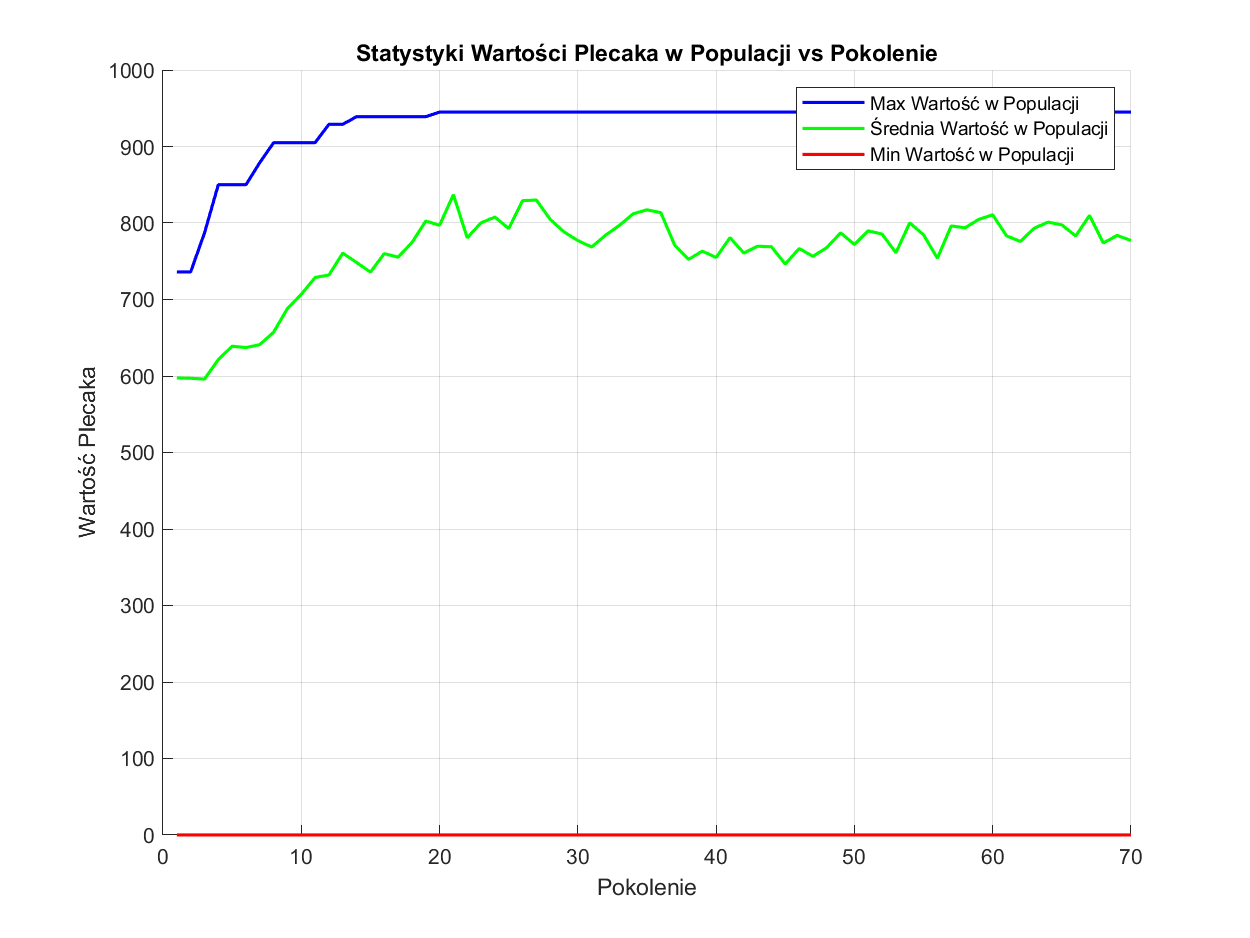 Statystyki Wartości Plecaka w Populacji vs Pokolenie
1000
900
800
700
600
500
400
300
200
100
0
Wartość Plecaka
Max Wartość w Populacji
Średnia Wartość w Populacji
Min Wartość w Populacji
0 10 20 30 40 50 60 70
Pokolenie